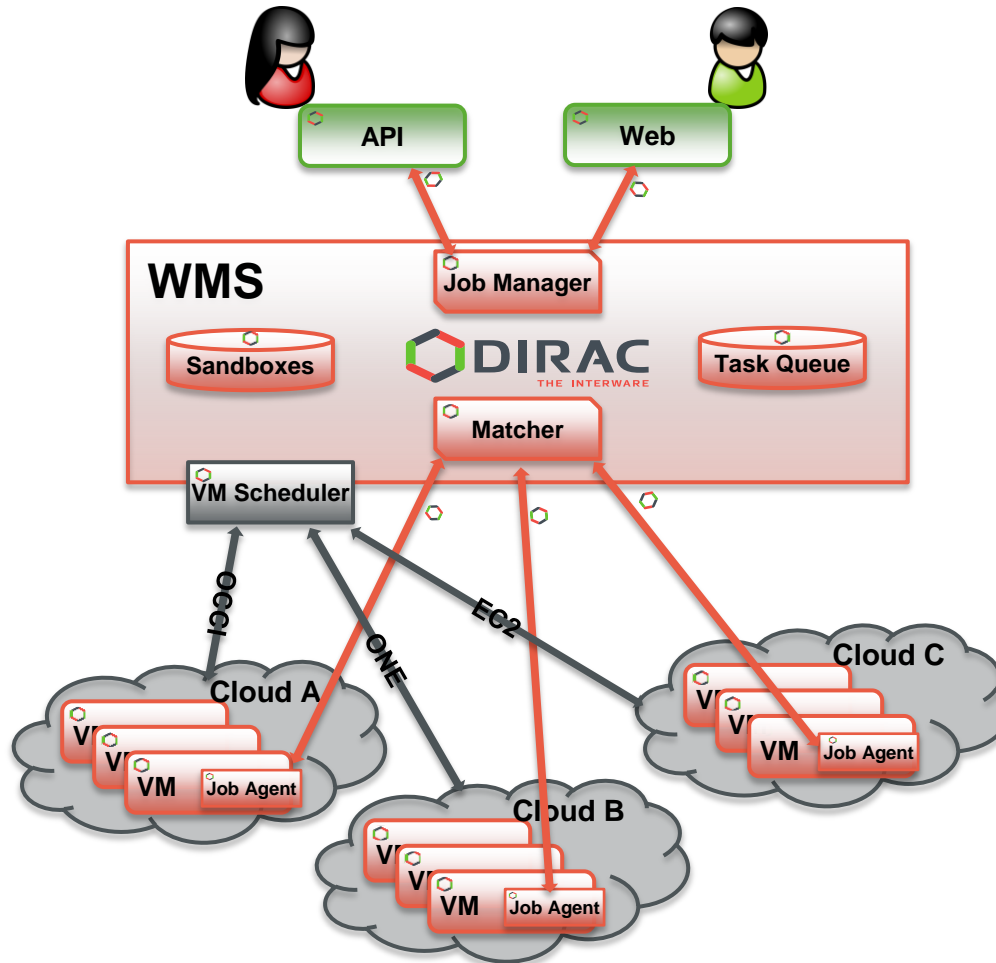 API
Web
WMS
Job Manager
Sandboxes
DIRAC
THE INTERWARE
Task Queue
Matcher
VM Scheduler
OCCI
ONE
EC2
Cloud A
VM
Job Agent
Cloud B
VM
Job Agent
Cloud C
VM
Job Agent